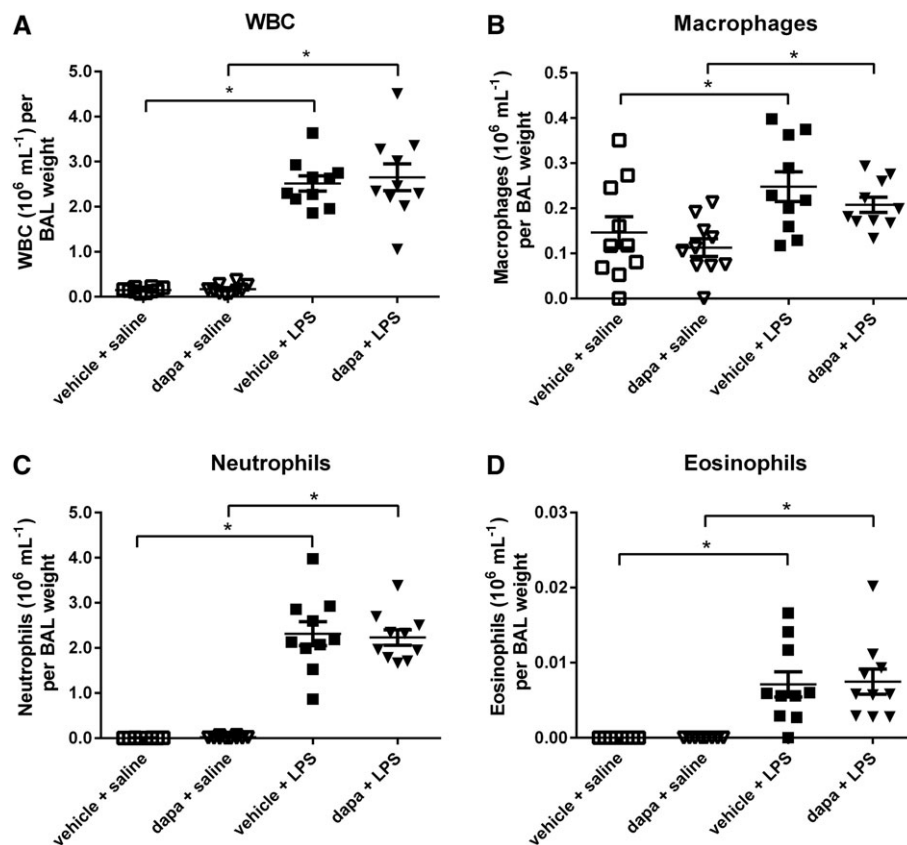 A
WBC
WBC (10⁶ mL⁻¹) per
BAL weight
5.0
4.0
3.0
2.0
1.0
0.0
*
*
vehicle + saline
dapa + saline
vehicle + LPS
dapa + LPS
B
Macrophages
Macrophages (10⁶ mL⁻¹)
per BAL weight
0.5
0.4
0.3
0.2
0.1
0.0
*
*
vehicle + saline
dapa + saline
vehicle + LPS
dapa + LPS
C
Neutrophils
Neutrophils (10⁶ mL⁻¹)
per BAL weight
5.0
4.0
3.0
2.0
1.0
0.0
*
*
vehicle + saline
dapa + saline
vehicle + LPS
dapa + LPS
D
Eosinophils
Eosinophils (10⁶ mL⁻¹)
per BAL weight
0.03
0.02
0.01
0.00
*
*
vehicle + saline
dapa + saline
vehicle + LPS
dapa + LPS